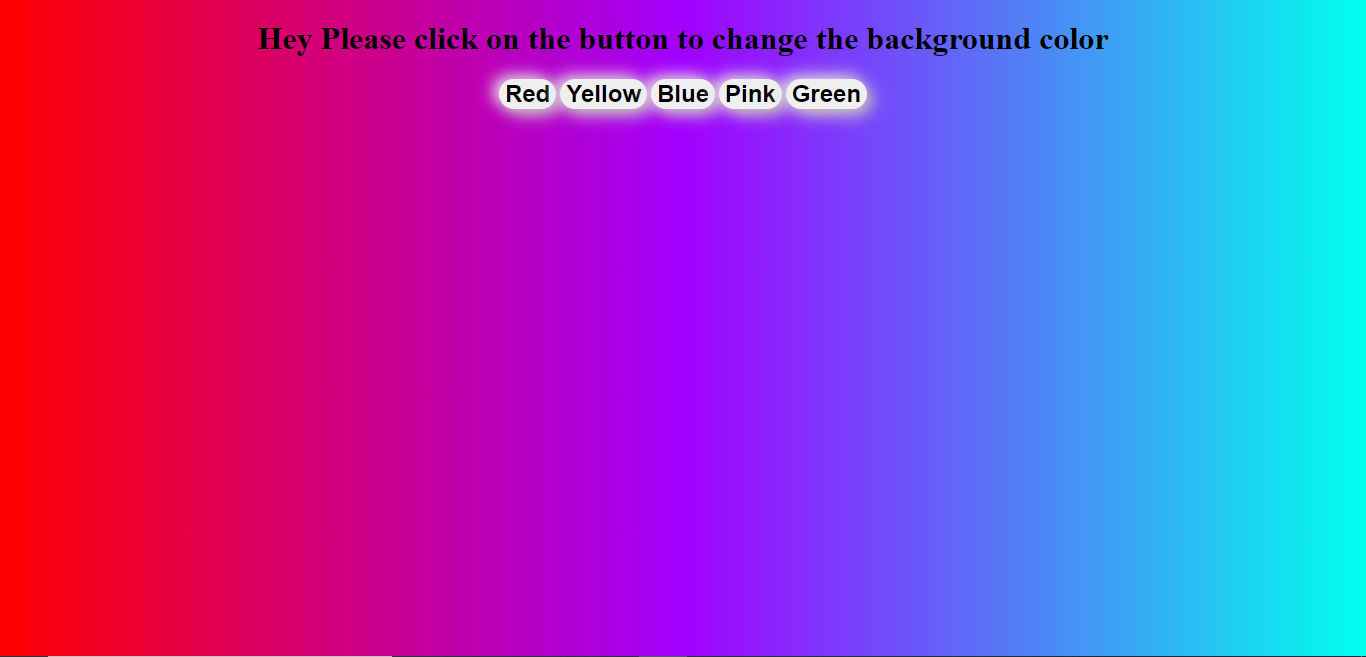 Hey Please click on the button to change the background color
Red Yellow Blue Pink Green